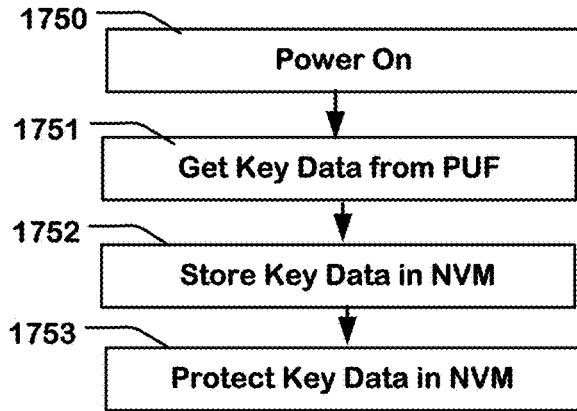 1750
Power On
1751
Get Key Data from PUF
1752
Store Key Data in NVM
1753
Protect Key Data in NVM